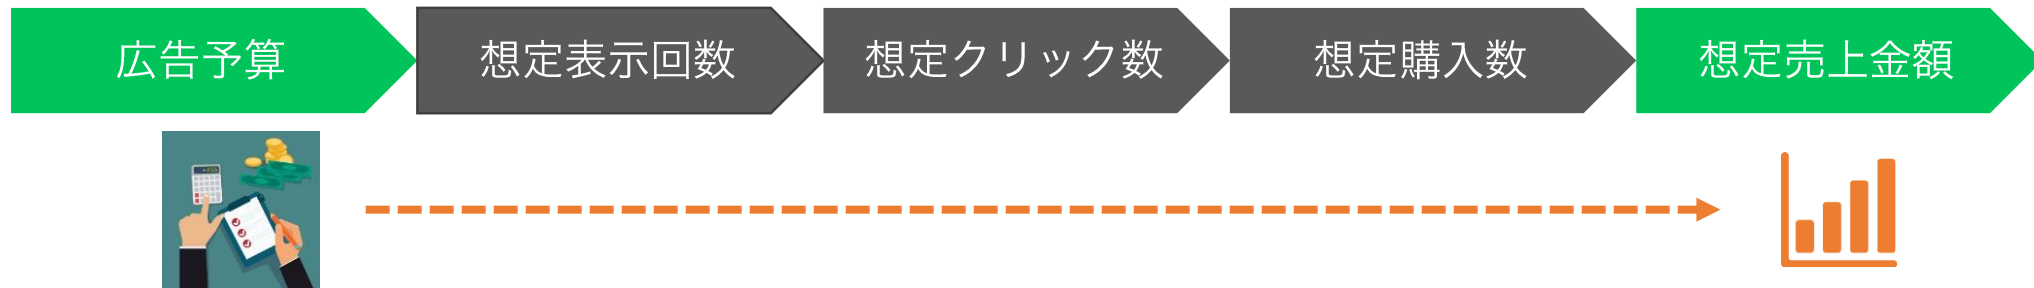 広告予算
想定表示回数
想定クリック数
想定購入数
想定売上金額